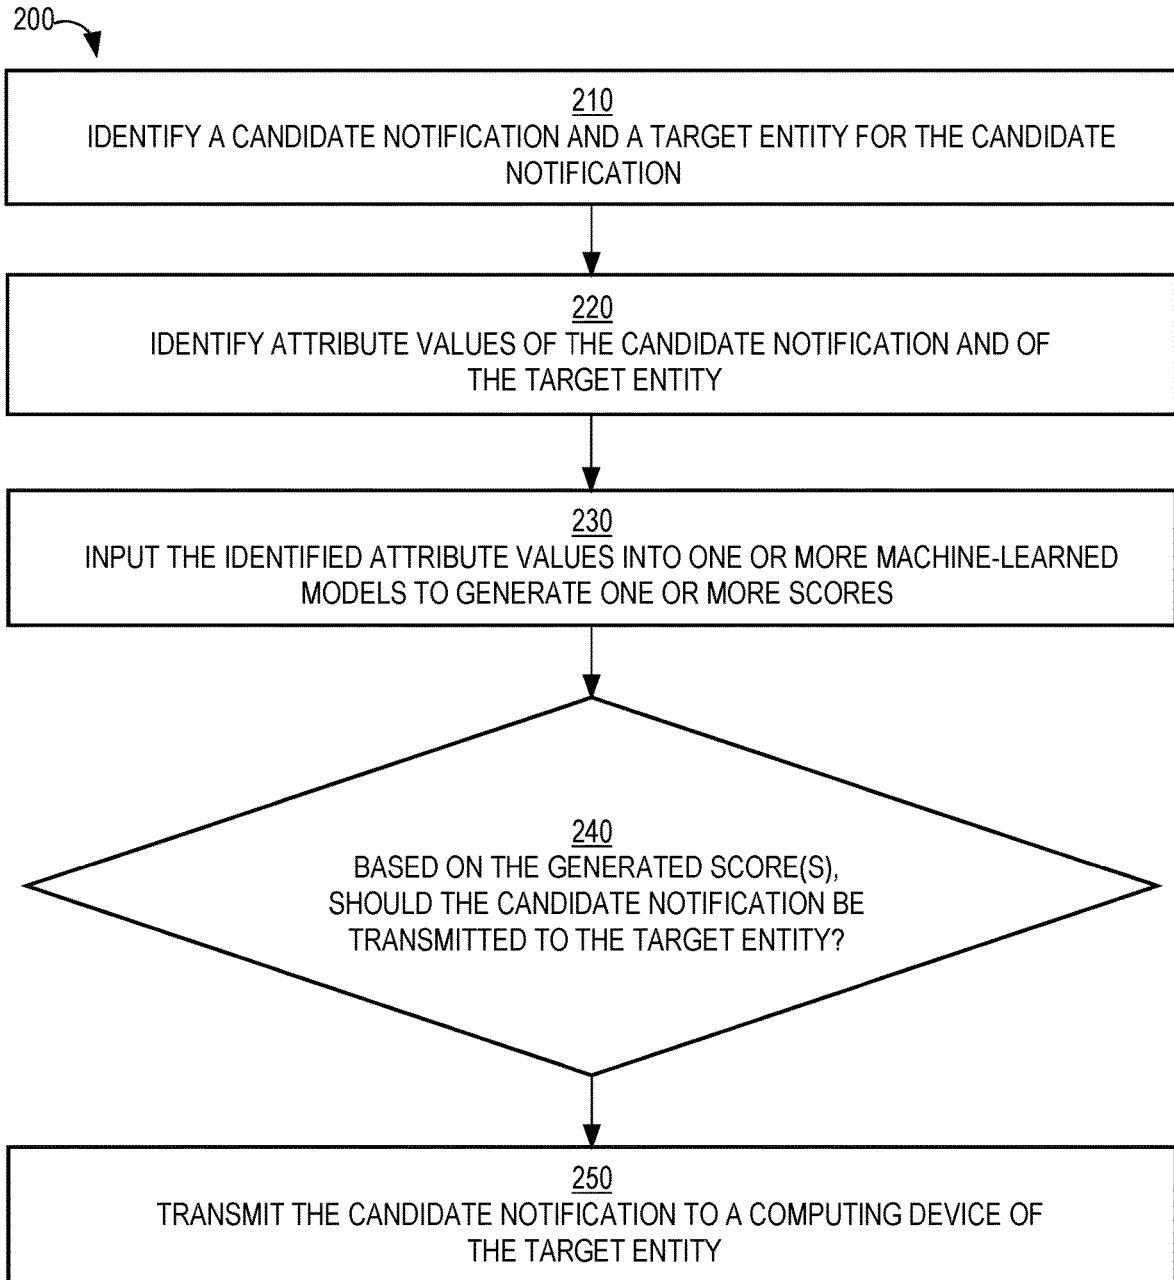 200
210
IDENTIFY A CANDIDATE NOTIFICATION AND A TARGET ENTITY FOR THE CANDIDATE
NOTIFICATION
220
IDENTIFY ATTRIBUTE VALUES OF THE CANDIDATE NOTIFICATION AND OF
THE TARGET ENTITY
230
INPUT THE IDENTIFIED ATTRIBUTE VALUES INTO ONE OR MORE MACHINE-LEARNED
MODELS TO GENERATE ONE OR MORE SCORES
240
BASED ON THE GENERATED SCORE(S),
SHOULD THE CANDIDATE NOTIFICATION BE
TRANSMITTED TO THE TARGET ENTITY?
250
TRANSMIT THE CANDIDATE NOTIFICATION TO A COMPUTING DEVICE OF
THE TARGET ENTITY